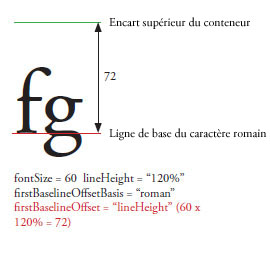 Encart supérieur du conteneur
72
fg
Ligne de base du caractère romain
fontSize = 60 lineHeight = “120%”
firstBaselineOffsetBasis = “roman”
firstBaselineOffset = “lineHeight” (60 x
120% = 72)